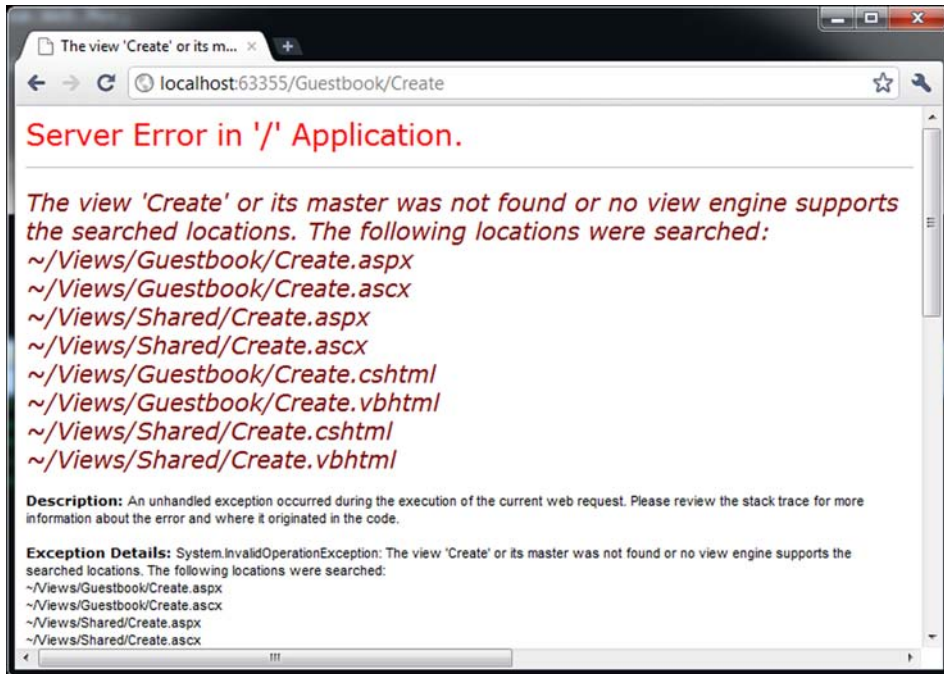 The view 'Create' or its m...
localhost:63355/Guestbook/Create
Server Error in '/' Application.
The view 'Create' or its master was not found or no view engine supports
the searched locations. The following locations were searched:
~/Views/Guestbook/Create.aspx
~/Views/Guestbook/Create.ascx
~/Views/Shared/Create.aspx
~/Views/Shared/Create.ascx
~/Views/Guestbook/Create.cshtml
~/Views/Guestbook/Create.vbhtml
~/Views/Shared/Create.cshtml
~/Views/Shared/Create.vbhtml
Description: An unhandled exception occurred during the execution of the current web request. Please review the stack trace for more
information about the error and where it originated in the code.
Exception Details: System.InvalidOperationException: The view 'Create' or its master was not found or no view engine supports the
searched locations. The following locations were searched:
~/Views/Guestbook/Create.aspx
~/Views/Guestbook/Create.ascx
~/Views/Shared/Create.aspx
~/Views/Shared/Create.ascx